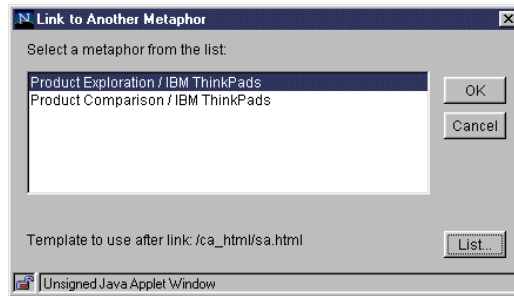 Link to Another Metaphor
Select a metaphor from the list:
Product Exploration / IBM ThinkPads
Product Comparison / IBM ThinkPads
OK
Cancel
Template to use after link: /ca_html/sa.html
List...
Unsigned Java Applet Window